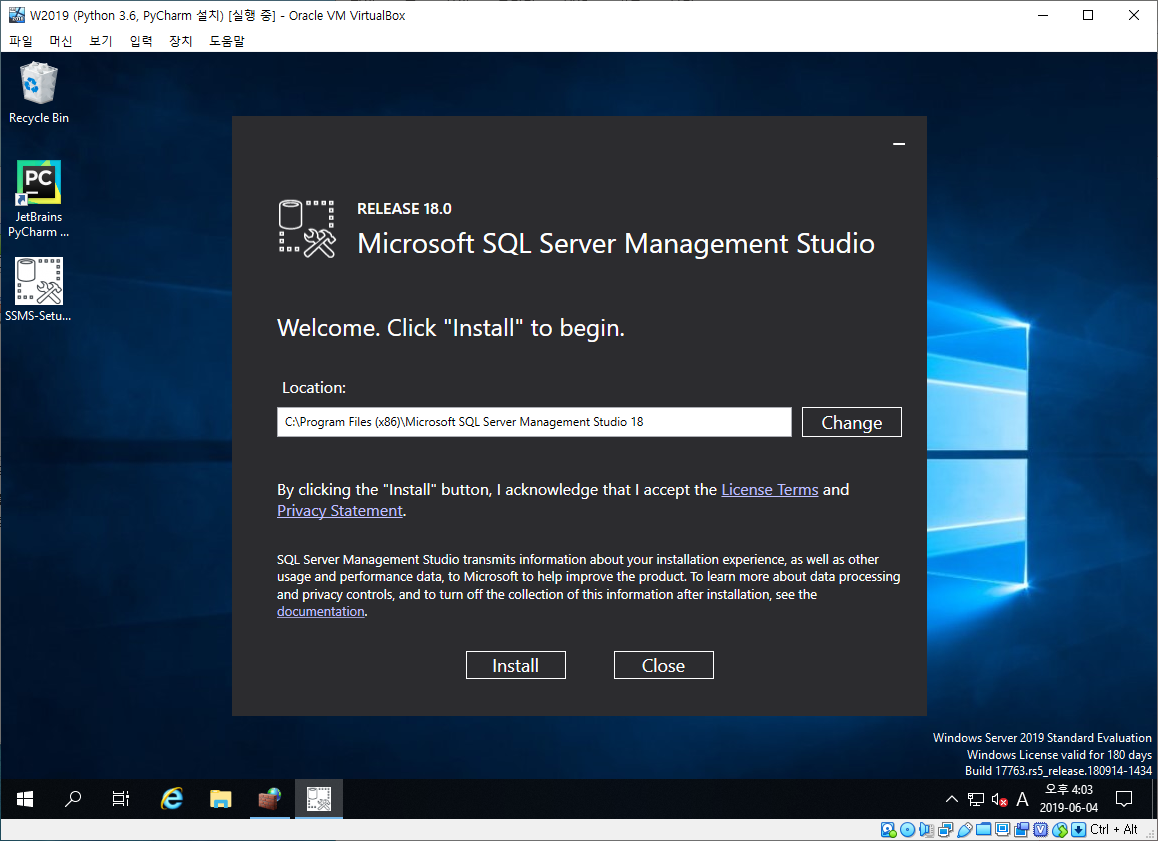 W2019 (Python 3.6, PyCharm 설치) [실행 중] - Oracle VM VirtualBox
파일 머신 보기 입력 장치 도움말
Recycle Bin
PC
JetBrains
PyCharm ...
SSMS-Setu...
RELEASE 18.0
Microsoft SQL Server Management Studio
Welcome. Click "Install" to begin.
Location:
C:\Program Files (x86)\Microsoft SQL Server Management Studio 18
Change
By clicking the "Install" button, I acknowledge that I accept the License Terms and
Privacy Statement.
SQL Server Management Studio transmits information about your installation experience, as well as other
usage and performance data, to Microsoft to help improve the product. To learn more about data processing
and privacy controls, and to turn off the collection of this information after installation, see the
documentation.
Install Close
Windows Server 2019 Standard Evaluation
Windows License valid for 180 days
Build 17763.rs5_release.180914-1434
A
오후 4:03
2019-06-04
Ctrl + Alt